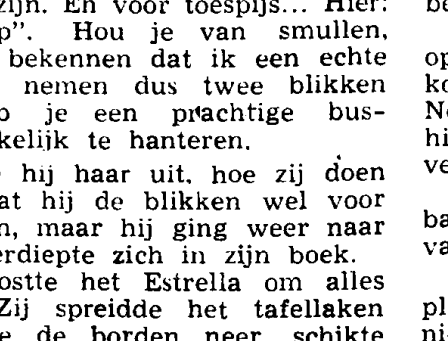 zijn. En voor toespijs... Hier:
p". Hou je van smullen,
bekennen dat ik een echte
nemen dus twee blikken
je een prachtige bus-
kelijk te hanteren.
hij haar uit, hoe zij doen
at hij de blikken wel voor
n, maar hij ging weer naar
erdiepte zich in zijn boek.
ostte het Estrella om alles
Zij spreidde het tafellaken
e de borden neer, schikte
be
op
ko
No
hi
ve
ba
va
pl
ni